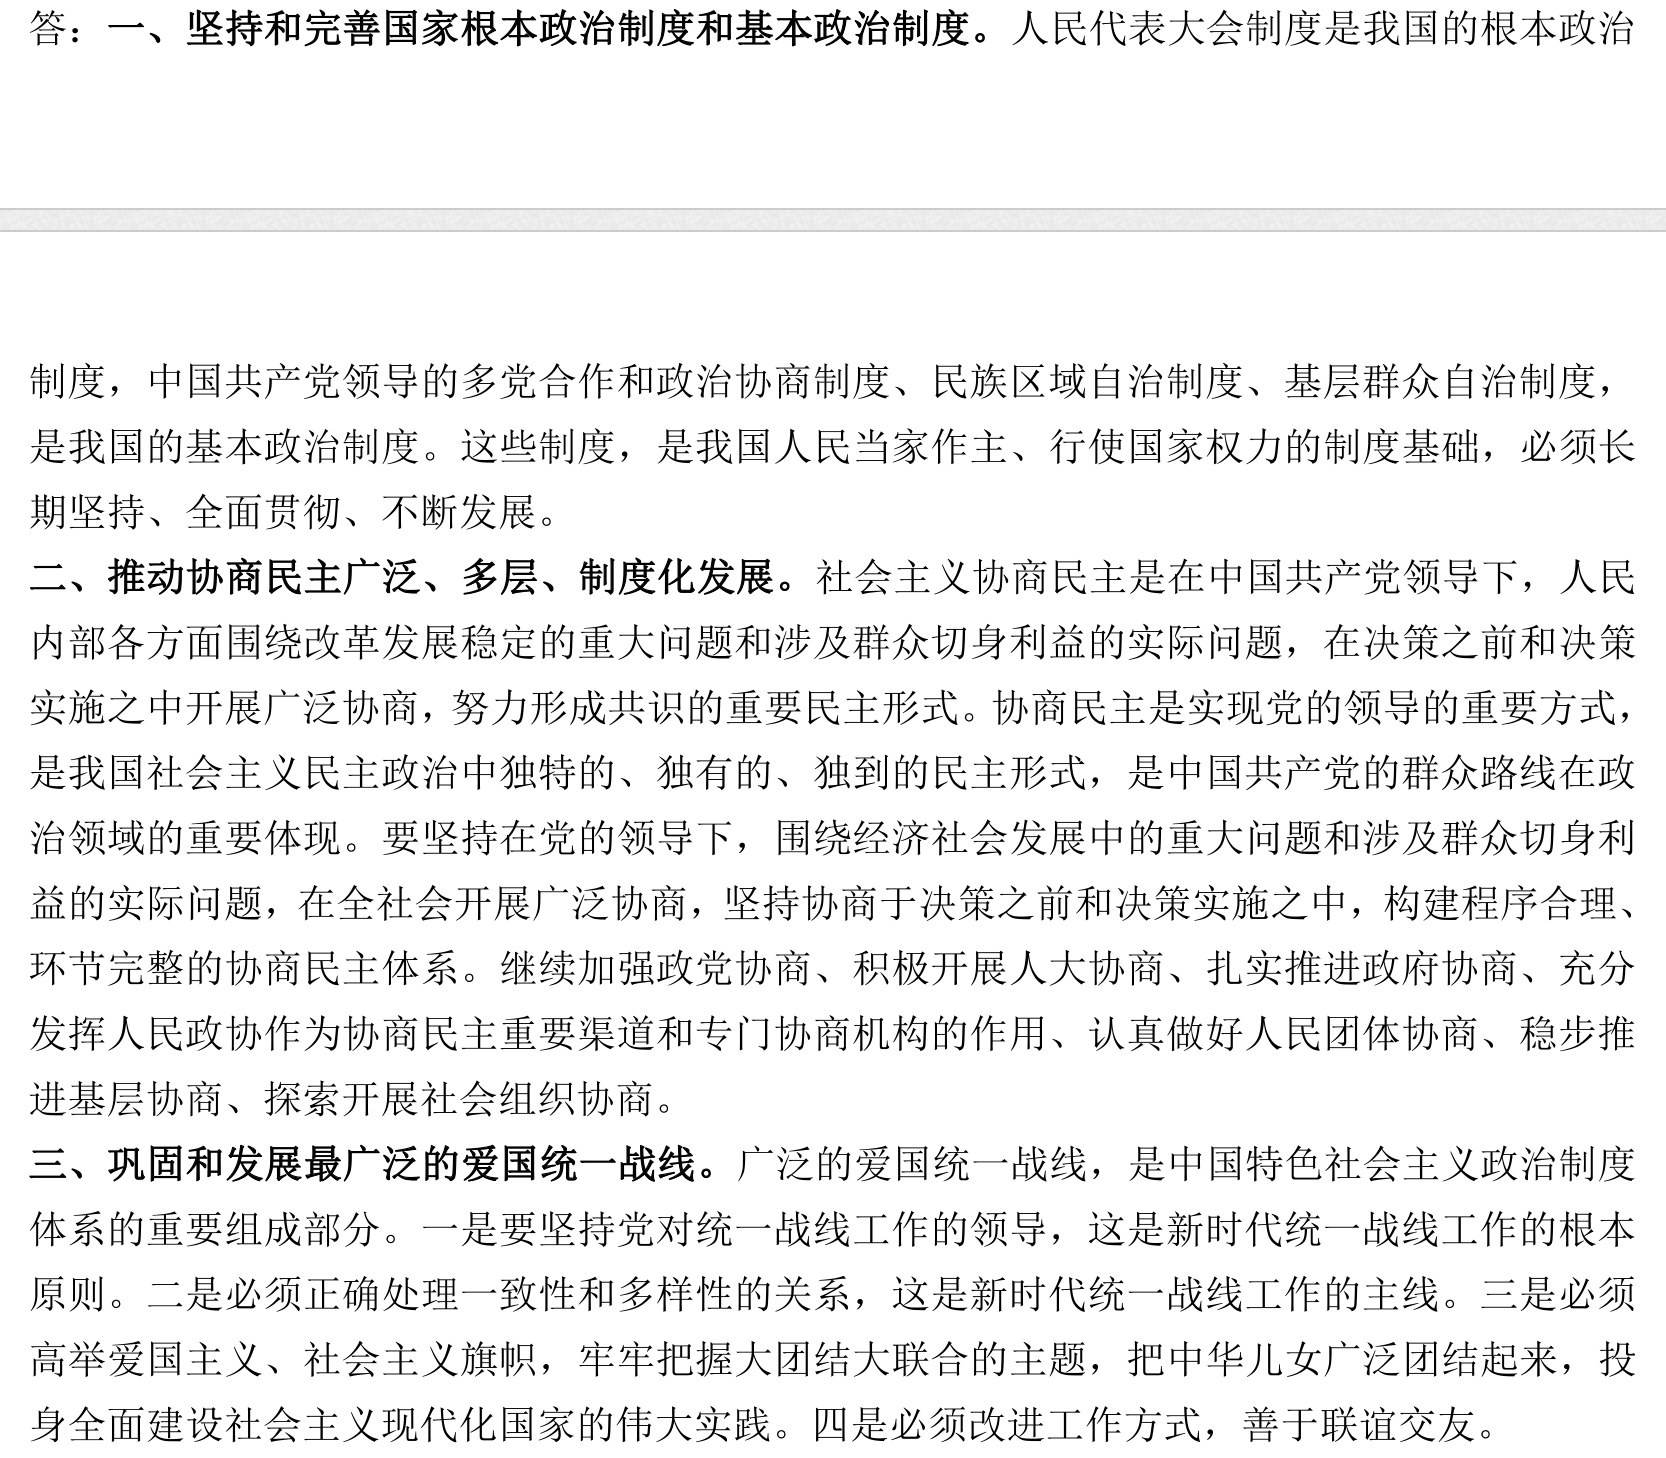 答：一、坚持和完善国家根本政治制度和基本政治制度。人民代表大会制度是我国的根本政治
制度，中国共产党领导的多党合作和政治协商制度、民族区域自治制度、基层群众自治制度，
是我国的基本政治制度。这些制度，是我国人民当家作主、行使国家权力的制度基础，必须长
期坚持、全面贯彻、不断发展。
二、推动协商民主广泛、多层、制度化发展。社会主义协商民主是在中国共产党领导下，人民
内部各方面围绕改革发展稳定的重大问题和涉及群众切身利益的实际问题，在决策之前和决策
实施之中开展广泛协商，努力形成共识的重要民主形式。协商民主是实现党的领导的重要方式，
是我国社会主义民主政治中独特的、独有的、独到的民主形式，是中国共产党的群众路线在政
治领域的重要体现。要坚持在党的领导下，围绕经济社会发展中的重大问题和涉及群众切身利
益的实际问题，在全社会开展广泛协商，坚持协商于决策之前和决策实施之中，构建程序合理、
环节完整的协商民主体系。继续加强政党协商、积极开展人大协商、扎实推进政府协商、充分
发挥人民政协作为协商民主重要渠道和专门协商机构的作用、认真做好人民团体协商、稳步推
进基层协商、探索开展社会组织协商。
三、巩固和发展最广泛的爱国统一战线。广泛的爱国统一战线，是中国特色社会主义政治制度
体系的重要组成部分。一是要坚持党对统一战线工作的领导，这是新时代统一战线工作的根本
原则。二是必须正确处理一致性和多样性的关系，这是新时代统一战线工作的主线。三是必须
高举爱国主义、社会主义旗帜，牢牢把握大团结大联合的主题，把中华儿女广泛团结起来，投
身全面建设社会主义现代化国家的伟大实践。四是必须改进工作方式，善于联谊交友。